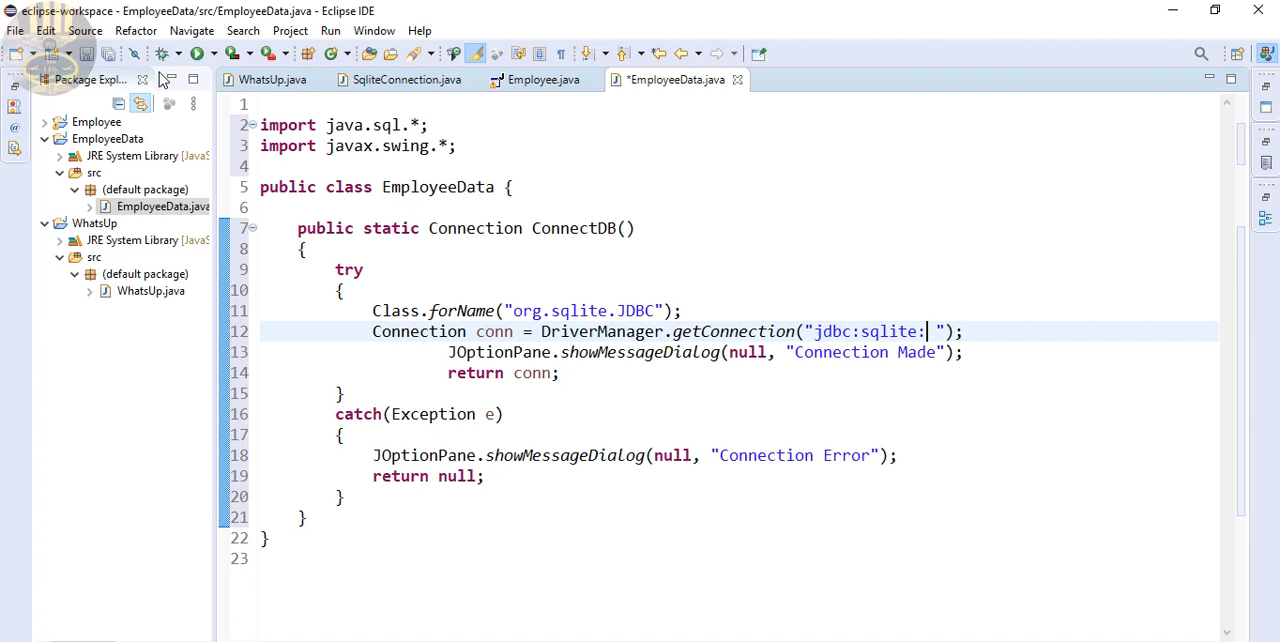 eclipse-workspace - EmployeeData/src/EmployeeData.java - Eclipse IDE
File Edit Source Refactor Navigate Search Project Run Window Help
Package Expl... WhatsUp.java SqliteConnection.java Employee.java *EmployeeData.java
Employee
EmployeeData
JRE System Library [JavaS
src
(default package)
EmployeeData.java
WhatsUp
JRE System Library [JavaS
src
(default package)
WhatsUp.java
1
2 import java.sql.*;
3 import javax.swing.*;
4
5 public class EmployeeData {
6
7 public static Connection ConnectDB()
8 {
9 try
10 {
11 Class.forName("org.sqlite.JDBC");
12 Connection conn = DriverManager.getConnection("jdbc:sqlite: ");
13 JOptionPane.showMessageDialog(null, "Connection Made");
14 return conn;
15 }
16 catch(Exception e)
17 {
18 JOptionPane.showMessageDialog(null, "Connection Error");
19 return null;
20 }
21 }
22 }
23